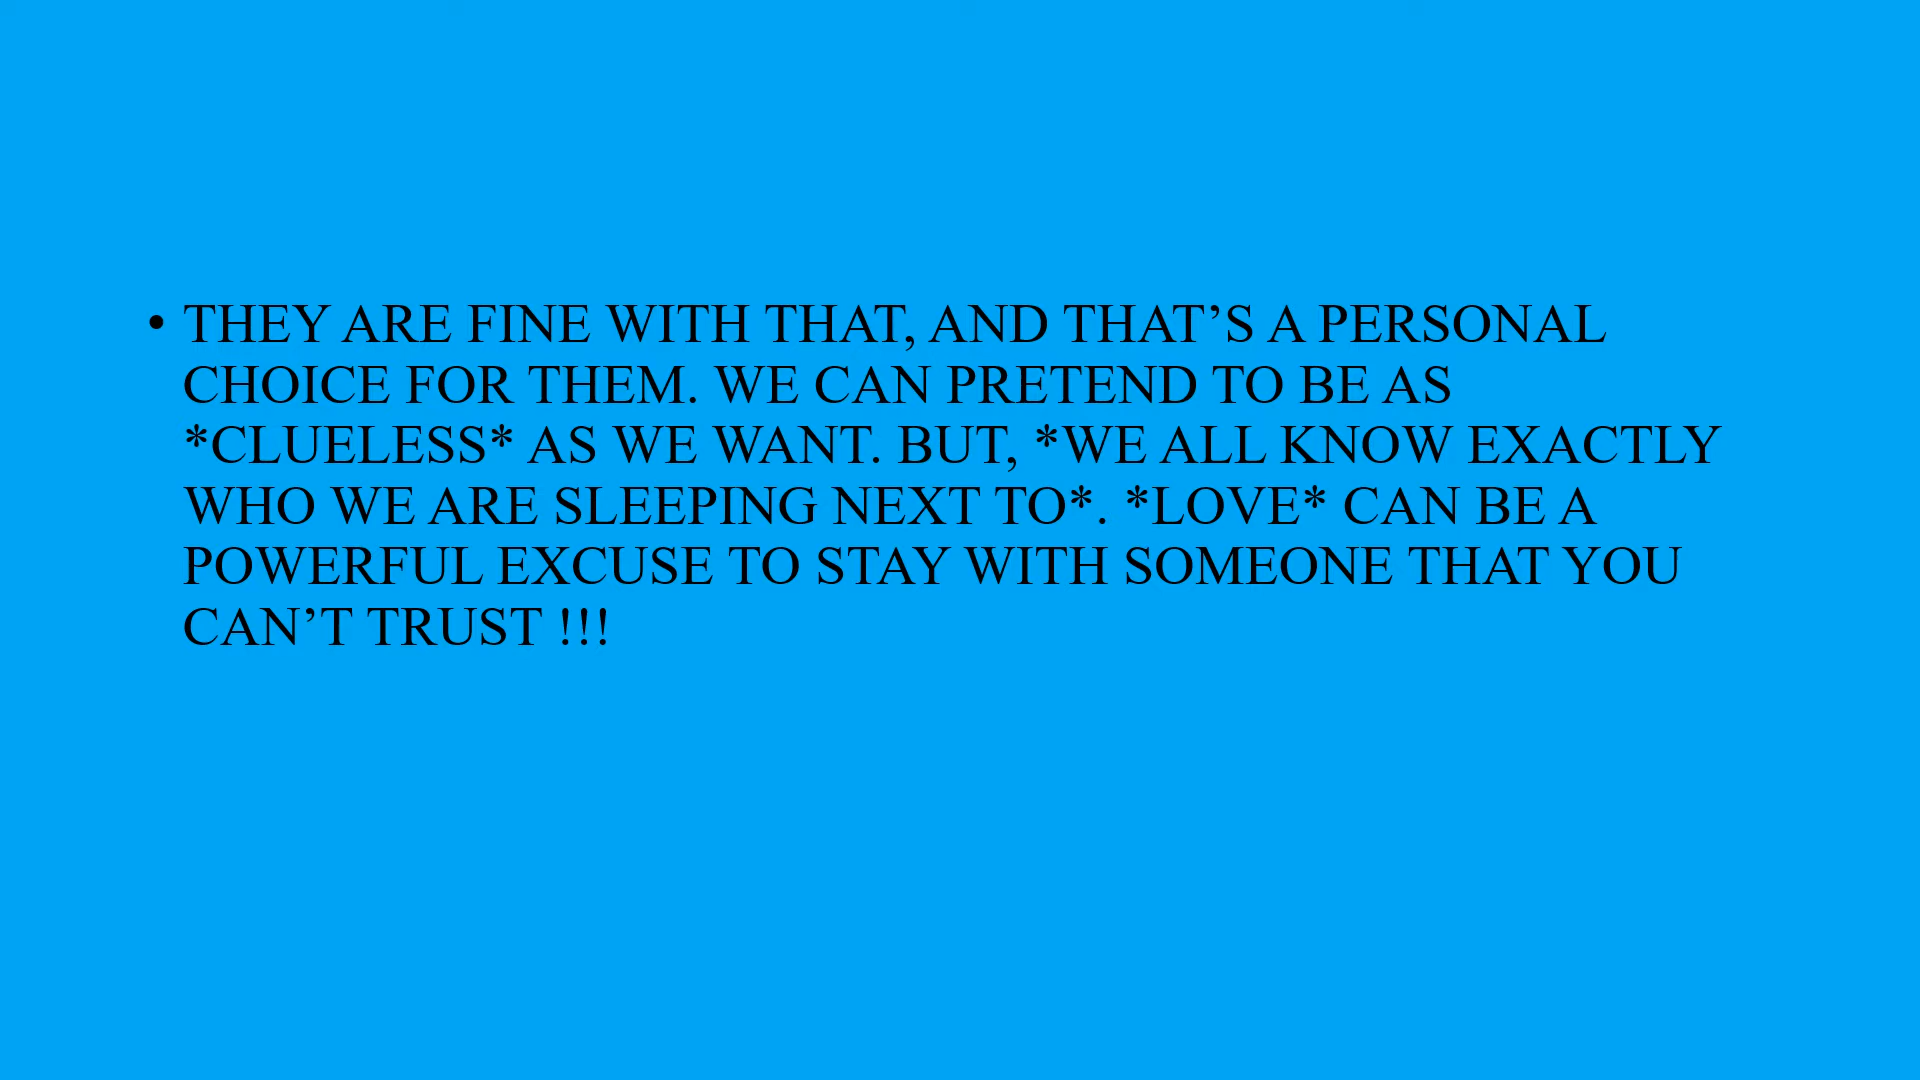 • THEY ARE FINE WITH THAT, AND THAT’S A PERSONAL
CHOICE FOR THEM. WE CAN PRETEND TO BE AS
*CLUELESS* AS WE WANT. BUT, *WE ALL KNOW EXACTLY
WHO WE ARE SLEEPING NEXT TO*. *LOVE* CAN BE A
POWERFUL EXCUSE TO STAY WITH SOMEONE THAT YOU
CAN’T TRUST !!!